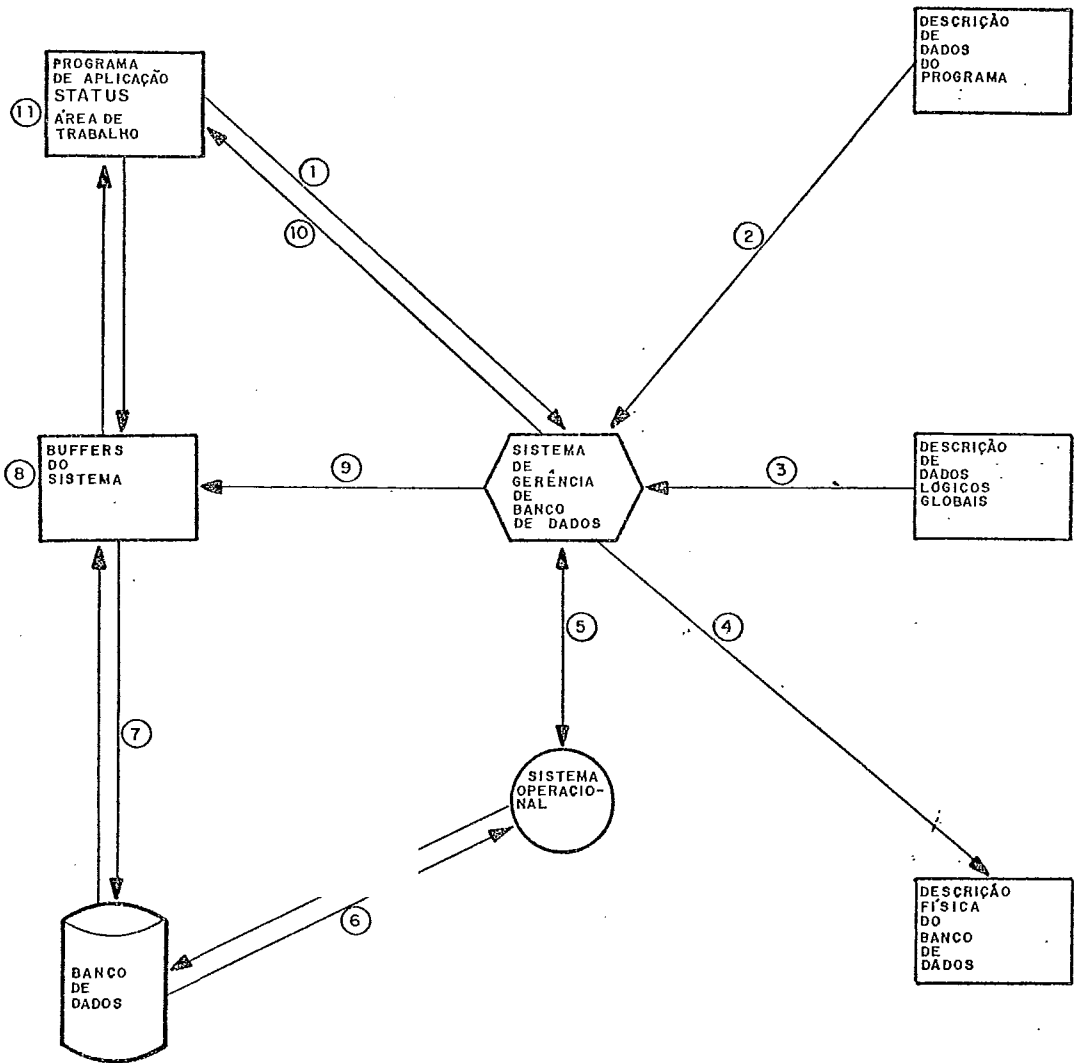 PROGRAMA
DE APLICAÇÃO
STATUS
ÁREA DE
TRABALHO
11
DESCRIÇÃO
DE
DADOS
DO
PROGRAMA
1
10
2
BUFFERS
DO
SISTEMA
8
9
SISTEMA
DE
GERÊNCIA
DE
BANCO
DE DADOS
3
DESCRIÇÃO
DE
DADOS
LÓGICOS
GLOBAIS
5
4
7
SISTEMA
OPERACIO-
NAL
6
BANCO
DE
DADOS
DESCRIÇÃO
FÍSICA
DO
BANCO
DE
DADOS